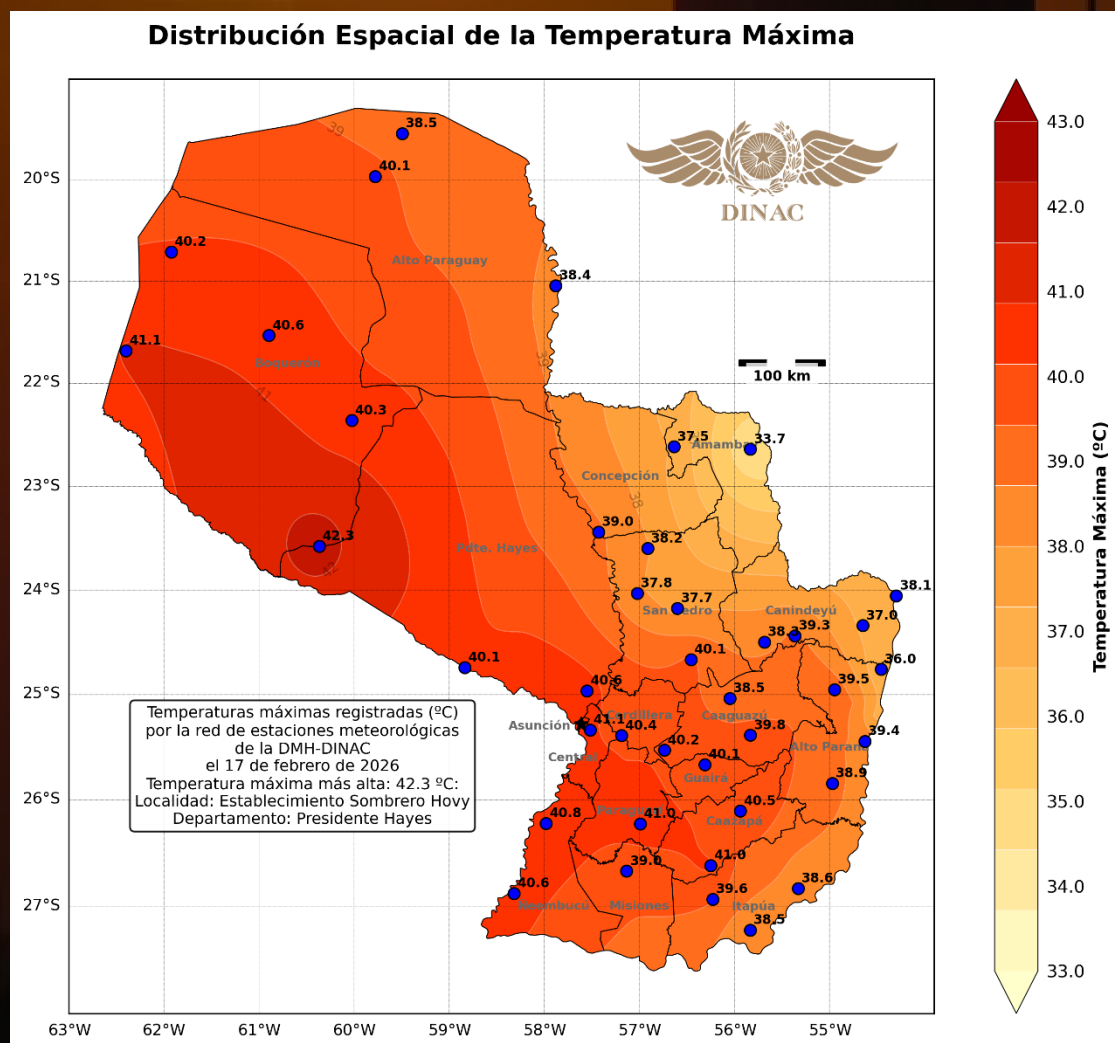 Distribución Espacial de la Temperatura Máxima
39
38.5
43.0
40.1
20°S
DINAC
42.0
40.2
Alto Paraguay
38.4
21°S
41.0
40.6
41.1
Boquerón
39
100 km
22°S
40.0
41
40.3
37.5
33.7
Amamba
39.0
Concepción
23°S
38
39.0
42.3
38.2
Pdte. Hayes
38.0
42
24°S
37.8
38.1
37.7
San Pedro
Canindeyú
37.0
39.3
38.3
37.0
40.1
40.1
36.0
25°S
40.6
38.5
39.5
Temperaturas máximas registradas (ºC)
por la red de estaciones meteorológicas
de la DMH-DINAC
el 17 de febrero de 2026
Temperatura máxima más alta: 42.3 ºC:
Localidad: Establecimiento Sombrero Hovy
Departamento: Presidente Hayes
Asunción
41.1
Cordillera
40.4
Caaguazú
39.8
39.4
36.0
Central
40.2
40.1
Alto Paraná
Guairá
38.9
26°S
40.8
41.0
40.5
Caazapá
35.0
41.0
39.0
39.6
38.6
34.0
40.6
27°S
Ñeembucú
Misiones
Itapúa
38.5
33.0
Temperatura Máxima (ºC)
63°W
62°W
61°W
60°W
59°W
58°W
57°W
56°W
55°W